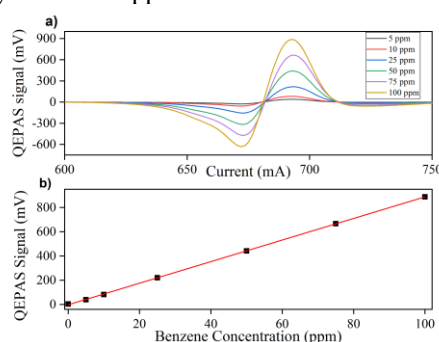 a)
QEPAS signal (mV)
900
600
300
0
-300
-600
5 ppm
10 ppm
25 ppm
50 ppm
75 ppm
100 ppm
600
650
700
750
Current (mA)
b)
QEPAS Signal (mV)
800
600
400
200
0
0
20
40
60
80
100
Benzene Concentration (ppm)